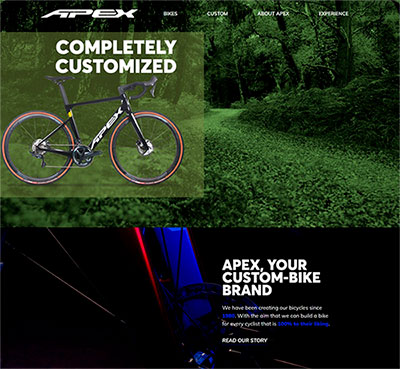 APEX
BIKES CUSTOM ABOUT APEX EXPERIENCE
COMPLETELY
CUSTOMIZED
APEX
APEX, YOUR
CUSTOM-BIKE
BRAND
We have been creating our bicycles since
1985. With that aim that we can build a bike
for every cyclist that is 100% to their liking.
READ OUR STORY